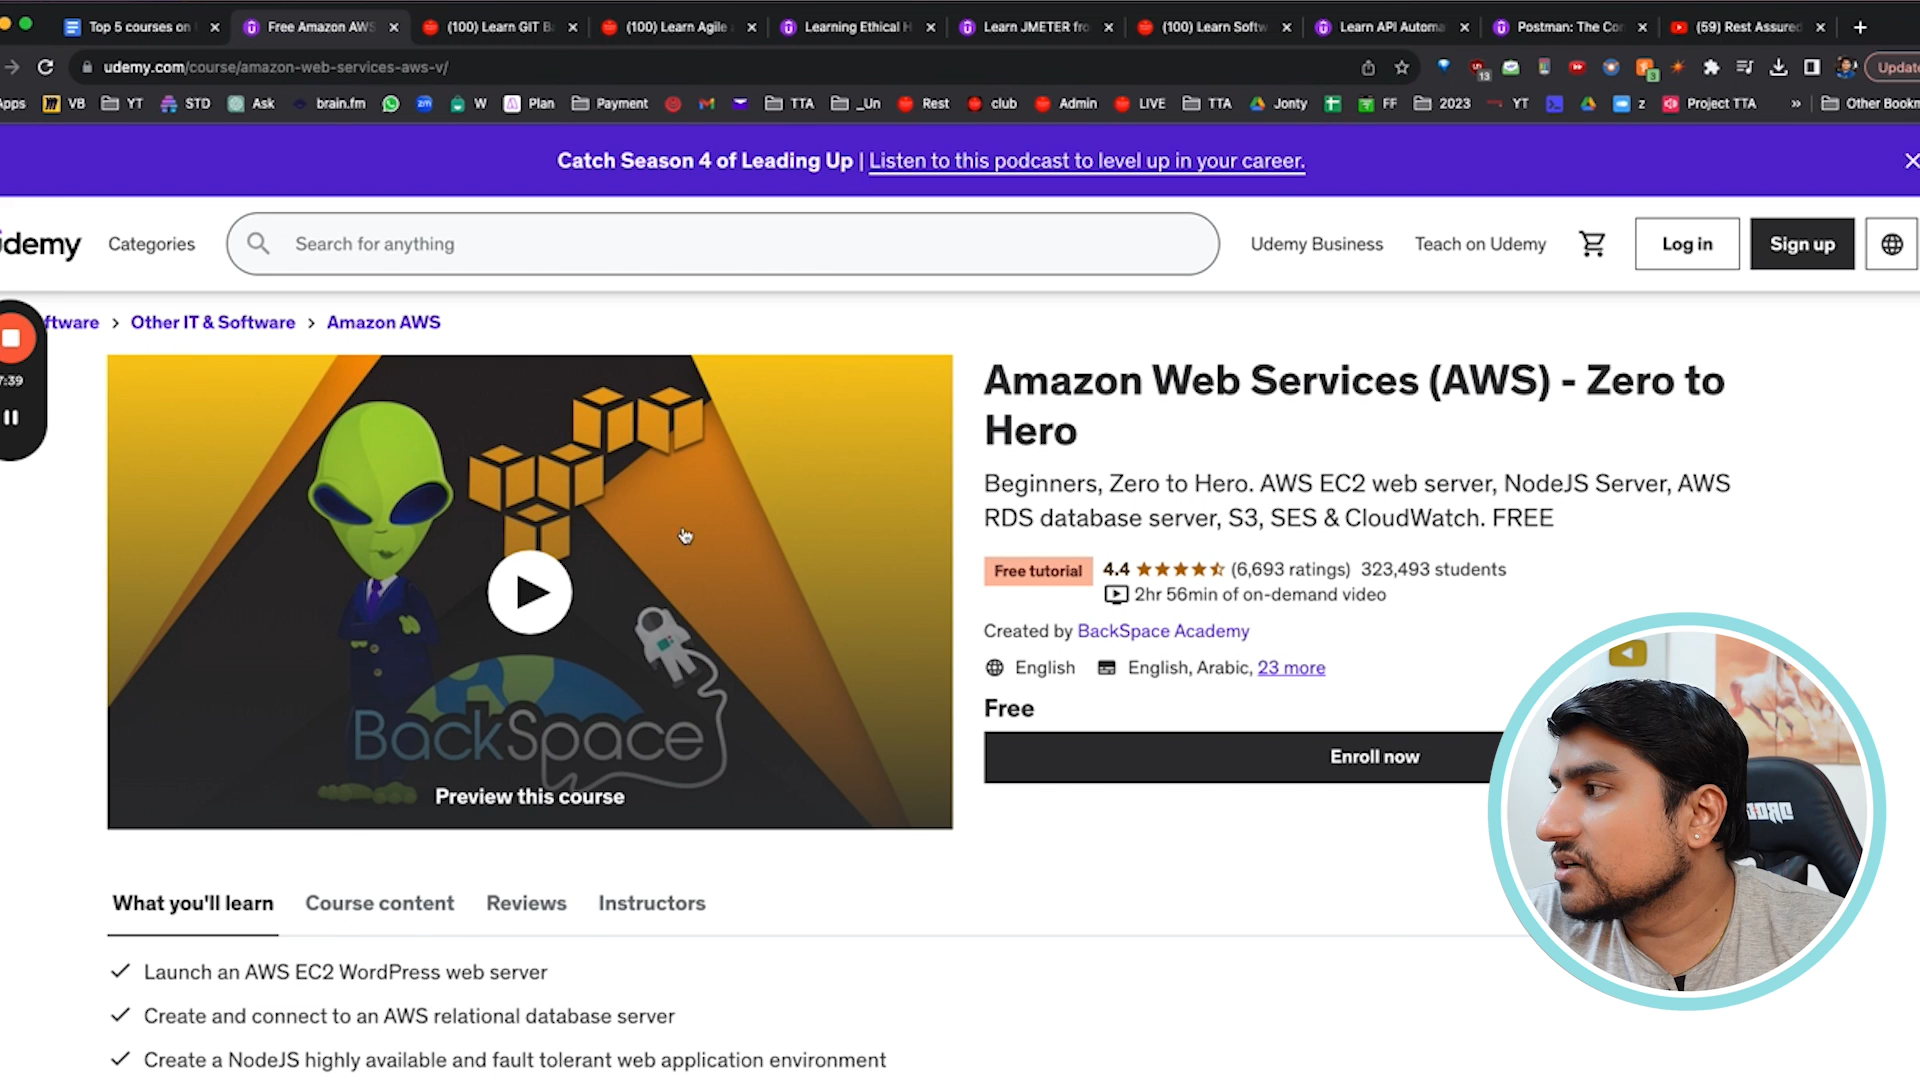 Top 5 courses on
Free Amazon AWS
(100) Learn GIT Ba
(100) Learn Agile
Learning Ethical H
Learn JMETER fro
(100) Learn Softw
Learn API Automa
Postman: The Co
(59) Rest Assured
udemy.com/course/amazon-web-services-aws-v/
13
3
Update
Apps
VB
YT
STD
Ask
brain.fm
zm
W
Plan
Payment
TTA
_Un
Rest
club
Admin
LIVE
TTA
Jonty
FF
2023
YT
z
Project TTA
»
Other Bookm
Catch Season 4 of Leading Up | Listen to this podcast to level up in your career.
udemy
Categories
Search for anything
Udemy Business
Teach on Udemy
Log in
Sign up
ftware > Other IT & Software > Amazon AWS
7:39
BackSpace
Preview this course
Amazon Web Services (AWS) - Zero to
Hero
Beginners, Zero to Hero. AWS EC2 web server, NodeJS Server, AWS
RDS database server, S3, SES & CloudWatch. FREE
Free tutorial
4.4
(6,693 ratings)
323,493 students
2hr 56min of on-demand video
Created by BackSpace Academy
English
English, Arabic, 23 more
Free
Enroll now
What you'll learn
Course content
Reviews
Instructors
Launch an AWS EC2 WordPress web server
Create and connect to an AWS relational database server
Create a NodeJS highly available and fault tolerant web application environment